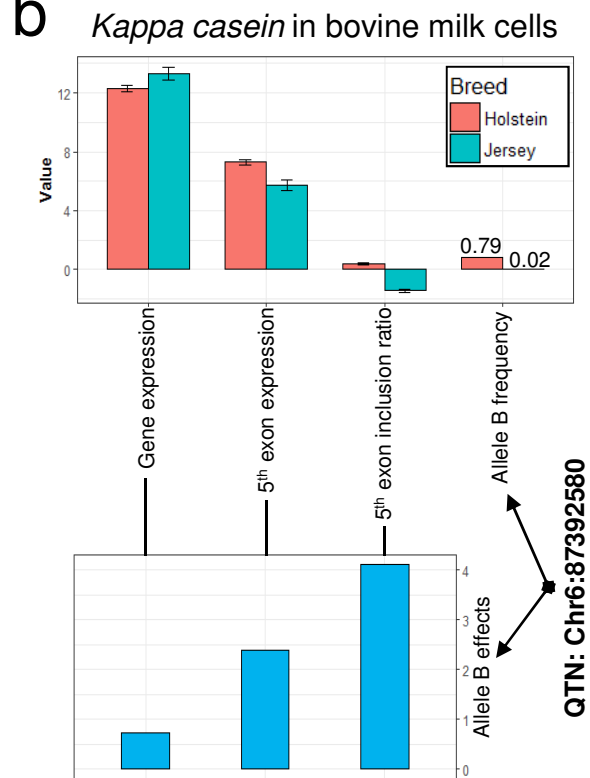 b
Kappa casein in bovine milk cells
Value
12
8
4
0
Breed
Holstein
Jersey
0.79
0.02
Gene expression
5th exon expression
5th exon inclusion ratio
Allele B frequency
QTN: Chr6:87392580
Allele B effects
4
3
2
1
0